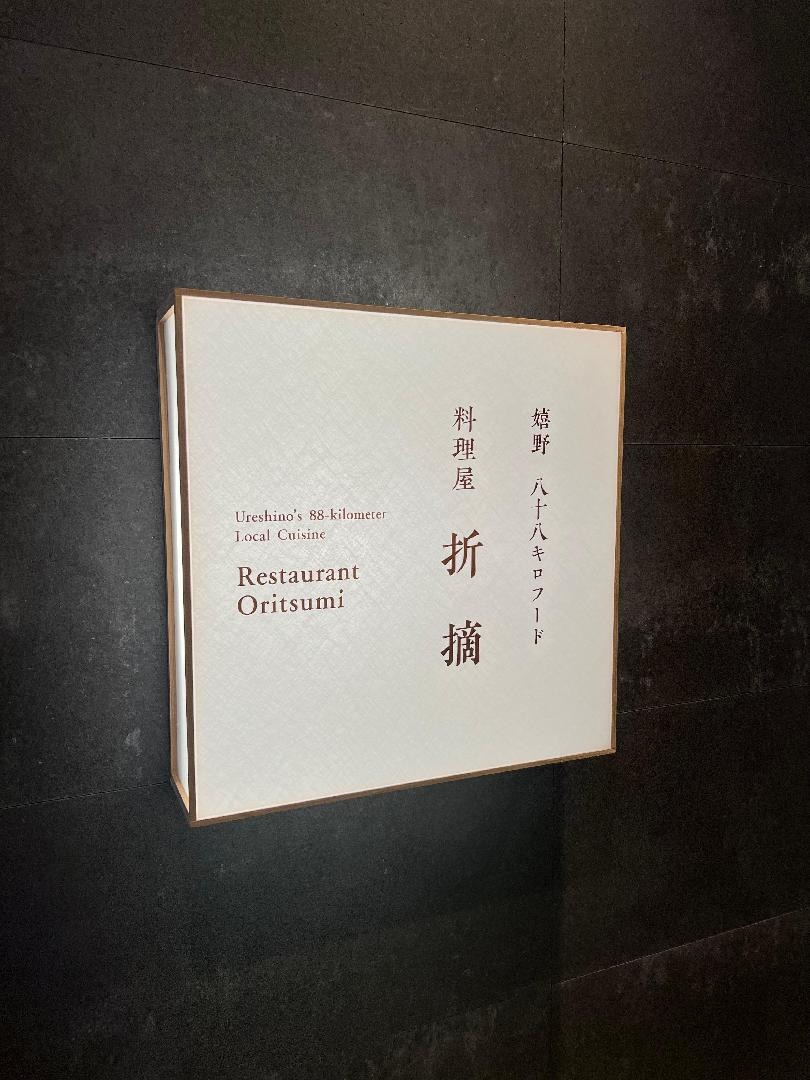 嬉野 八十八キロフード
料理屋 折摘
Ureshino's 88-kilometer
Local Cuisine
Restaurant
Oritsumi